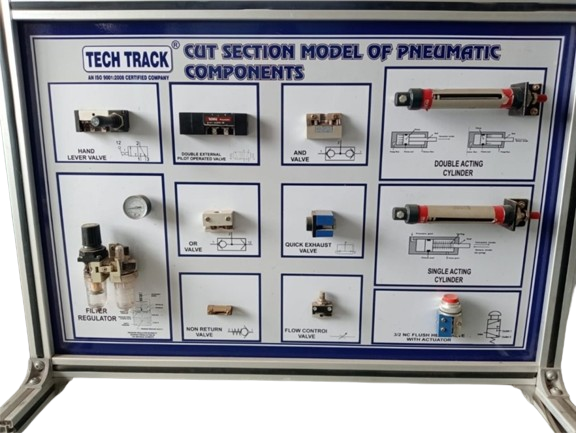 TECH TRACK
®
AN ISO 9001:2008 CERTIFIED COMPANY
CUT SECTION MODEL OF PNEUMATIC
COMPONENTS
HAND
LEVER VALVE
12
DOUBLE EXTERNAL
PILOT OPERATED VALVE
AND
VALVE
DOUBLE ACTING
CYLINDER
FILTER
REGULATOR
OR
VALVE
QUICK EXHAUST
VALVE
SINGLE ACTING
CYLINDER
NON RETURN
VALVE
FLOW CONTROL
VALVE
WITH ACTUATOR